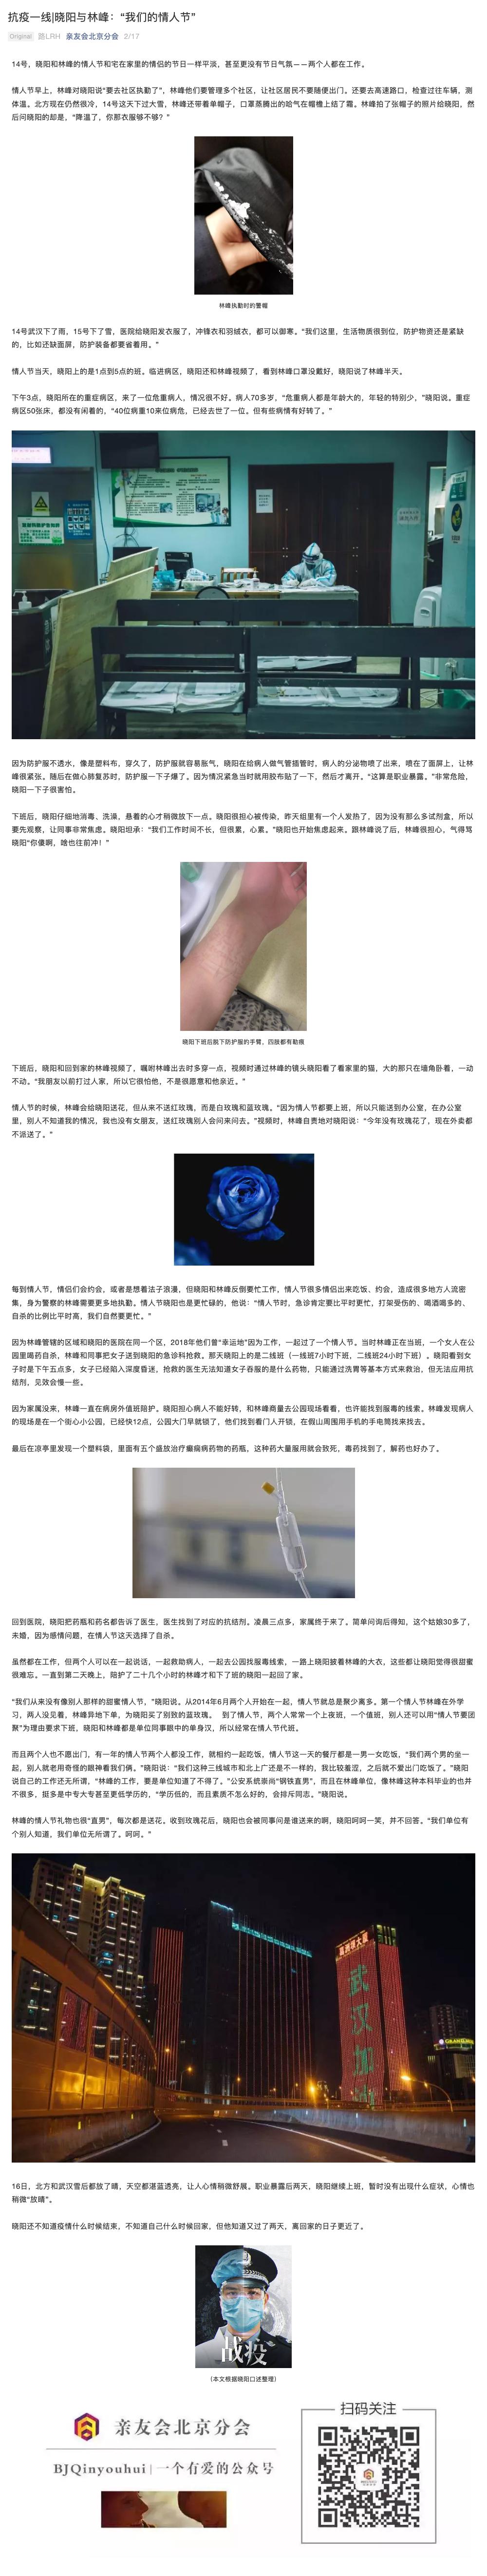 抗疫一线|晓阳与林峰：“我们的情人节”
Original 路LRH 亲友会北京分会 2/17
14号，晓阳和林峰的情人节和宅在家里的情侣的节日一样平淡，甚至更没有节日气氛——两个人都在工作。
情人节早上，林峰对晓阳说“要去社区执勤了”，林峰他们要管理多个社区，让社区居民不要随便出门。还要去高速路口，检查过往车辆，测
体温。北方现在仍然很冷，14号这天下过大雪，林峰还带着单帽子，口罩蒸腾出的哈气在帽檐上结了霜。林峰拍了张帽子的照片给晓阳，然
后问晓阳的却是，“降温了，你那衣服够不够？”
林峰执勤时的警帽
14号武汉下了雨，15号下了雪，医院给晓阳发衣服了，冲锋衣和羽绒衣，都可以御寒。“我们这里，生活物质很到位，防护物资还是紧缺
的，比如还缺面屏，防护装备都要省着用。”
情人节当天，晓阳上的是1点到5点的班。临进病区，晓阳还和林峰视频了，看到林峰口罩没戴好，晓阳说了林峰半天。
下午3点，晓阳所在的重症病区，来了一位危重病人，情况很不好。病人70多岁，“危重病人都是年龄大的，年轻的特别少，”晓阳说。重症
病区50张床，都没有闲着的，“40位病重10来位病危，已经去世了一位。但有些病情有好转了。”
因为防护服不透水，像是塑料布，穿久了，防护服就容易胀气，晓阳在给病人做气管插管时，病人的分泌物喷了出来，喷在了面屏上，让林
峰很紧张。随后在做心肺复苏时，防护服一下子爆了。因为情况紧急当时就用胶布贴了一下，然后才离开。“这算是职业暴露。”非常危险，
晓阳一下子很害怕。
下班后，晓阳仔细地消毒、洗澡，悬着的心才稍微放下一点。晓阳很担心被传染，昨天组里有一个人发热了，因为没有那么多试剂盒，所以
要先观察，让同事非常焦虑。晓阳坦承：“我们工作时间不长，但很累，心累。”晓阳也开始焦虑起来。跟林峰说了后，林峰很担心，气得骂
晓阳“你傻啊，啥也往前冲！”
晓阳下班后脱下防护服的手臂，四肢都有勒痕
下班后，晓阳和回到家的林峰视频了，嘱咐林峰出去时多穿一点，视频时通过林峰的镜头晓阳看了看家里的猫，大的那只在墙角卧着，一动
不动。“我朋友以前打过人家，所以它很怕他，不是很愿意和他亲近。”
情人节的时候，林峰会给晓阳送花，但从来不送红玫瑰，而是白玫瑰和蓝玫瑰。“因为情人节都要上班，所以只能送到办公室，在办公室
里，别人不知道我的情况，我也没有女朋友，送红玫瑰别人会问来问去。”视频时，林峰自责地对晓阳说：“今年没有玫瑰花了，现在外卖都
不派送了。”
每到情人节，情侣们会约会，或者是想着法子浪漫，但晓阳和林峰反倒要忙工作，情人节很多情侣出来吃饭、约会，造成很多地方人流密
集，身为警察的林峰需要更多地执勤。情人节晓阳也是更忙碌的，他说：“情人节时，急诊肯定要比平时更忙，打架受伤的、喝酒喝多的、
自杀的比例比平时高，我们自然要更忙。”
因为林峰管辖的区域和晓阳的医院在同一个区，2018年他们曾“幸运地”因为工作，一起过了一个情人节。当时林峰正在当班，一个女人在公
园里喝药自杀，林峰和同事把女子送到晓阳的急诊科抢救。那天晓阳上的是二线班（一线班7小时下班，二线班24小时下班）。晓阳看到女
子时是下午五点多，女子已经陷入深度昏迷，抢救的医生无法知道女子吞服的是什么药物，只能通过洗胃等基本方式来救治，但无法应用抗
结剂，见效会慢一些。
因为家属没来，林峰一直在病房外值班陪护。晓阳担心病人不能好转，和林峰商量去公园现场看看，也许能找到服毒的线索。林峰发现病人
的现场是在一个街心小公园，已经快12点，公园大门早就锁了，他们找到看门人开锁，在假山周围用手机的手电筒找来找去。
最后在凉亭里发现一个塑料袋，里面有五个盛放治疗癫痫病药物的药瓶，这种药大量服用就会致死，毒药找到了，解药也好办了。
回到医院，晓阳把药瓶和药名都告诉了医生，医生找到了对应的抗结剂。凌晨三点多，家属终于来了。简单问询后得知，这个姑娘30多了，
未婚，因为感情问题，在情人节这天选择了自杀。
虽然都在工作，但两个人可以在一起说话，一起救助病人，一起去公园找服毒线索，一路上晓阳披着林峰的大衣，这些都让晓阳觉得很甜蜜
很难忘。一直到第二天晚上，陪护了二十几个小时的林峰才和下了班的晓阳一起回了家。
“我们从来没有像别人那样的甜蜜情人节，”晓阳说。从2014年6月两个人开始在一起，情人节就总是聚少离多。第一个情人节林峰在外学
习，两人没见着，林峰异地下单，为晓阳买了别致的蓝玫瑰。 到了情人节，两个人常常一个上夜班，一个值班，别人还可以用“情人节要团
聚”为理由要求下班，晓阳和林峰都是单位同事眼中的单身汉，所以经常在情人节代班。
而且两个人也不愿出门，有一年的情人节两个人都没工作，就相约一起吃饭，情人节这一天的餐厅都是一男一女吃饭，“我们两个男的坐一
起，别人就老用奇怪的眼神看我们俩。”晓阳说：“我们这种三线城市和北上广还是不一样的，我比较羞涩，之后就不爱出门吃饭了。”晓阳
说自己的工作还无所谓，“林峰的工作，要是单位知道了不得了。”公安系统崇尚“钢铁直男”，而且在林峰单位，像林峰这种本科毕业的也并
不很多，挺多是中专大专甚至更低学历的，“学历低的，而且素质不怎么好的，会排斥同志。”晓阳说。
林峰的情人节礼物也很“直男”，每次都是送花。收到玫瑰花后，晓阳也会被同事问是谁送来的啊，晓阳呵呵一笑，并不回答。“我们单位有
个别人知道，我们单位无所谓了。呵呵。”
武汉加
16日，北方和武汉雪后都放了晴，天空都湛蓝透亮，让人心情稍微舒展。职业暴露后两天，晓阳继续上班，暂时没有出现什么症状，心情也
稍微“放晴”。
晓阳还不知道疫情什么时候结束，不知道自己什么时候回家，但他知道又过了两天，离回家的日子更近了。
战疫
（本文根据晓阳口述整理）
亲友会北京分会
BJQinyouhui|一个有爱的公众号
扫码关注